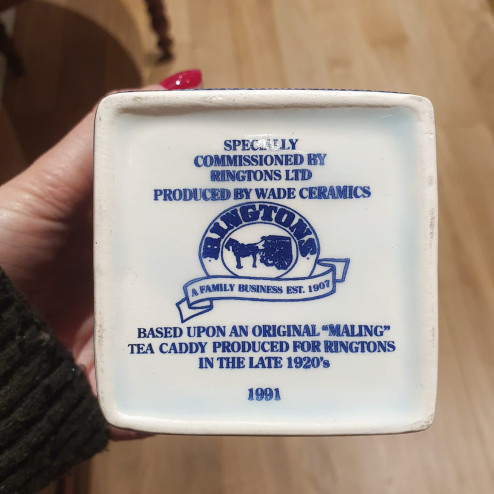 SPECIALLY
COMMISSIONED BY
RINGTONS LTD
PRODUCED BY WADE CERAMICS
RINGTONS
A FAMILY BUSINESS EST. 1907
BASED UPON AN ORIGINAL "MALING"
TEA CADDY PRODUCED FOR RINGTONS
IN THE LATE 1920's
1991